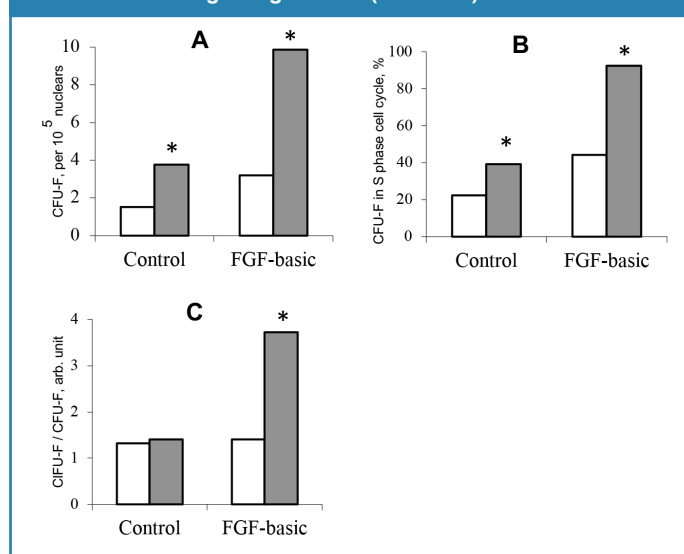 A
*
*
CFU-F, per 10 5 nuclears
10
8
6
4
2
0
Control
FGF-basic
B
*
*
CFU-F in S phase cell cycle, %
100
80
60
40
20
0
Control
FGF-basic
C
*
ClFU-F / CFU-F, arb. unit
4
3
2
1
0
Control
FGF-basic